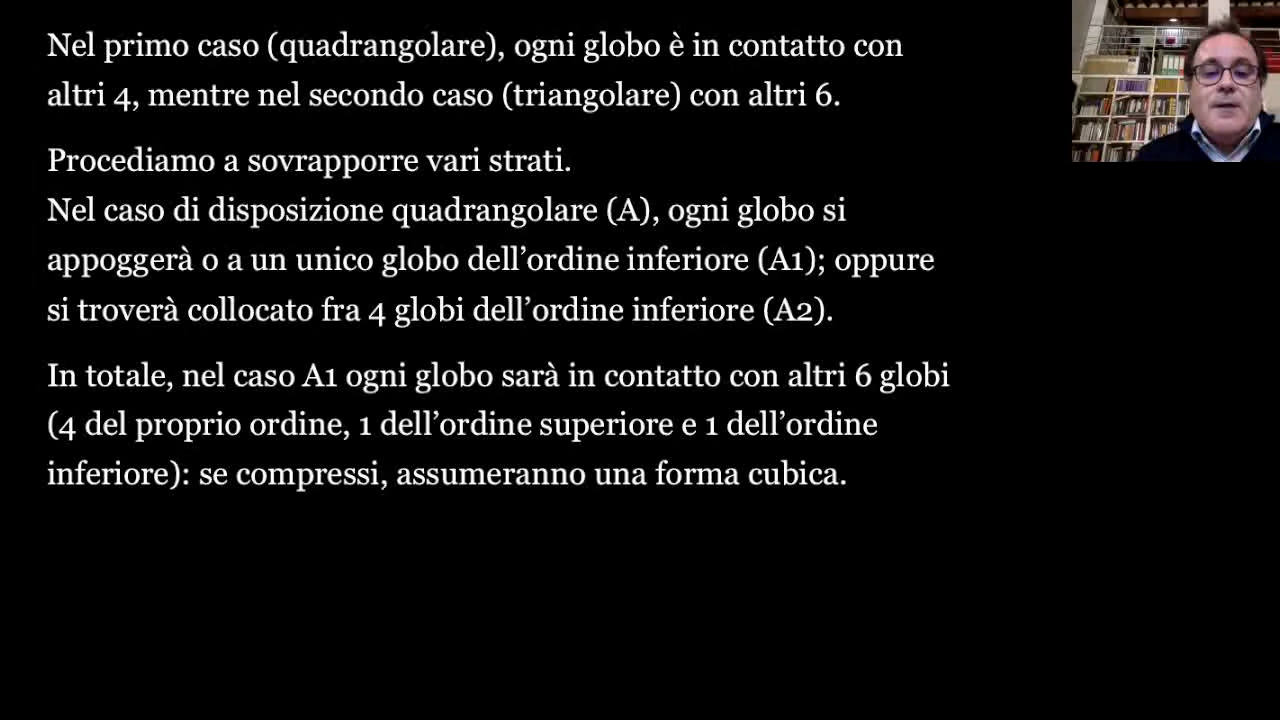 Nel primo caso (quadrangolare), ogni globo è in contatto con
altri 4, mentre nel secondo caso (triangolare) con altri 6.
Procediamo a sovrapporre vari strati.
Nel caso di disposizione quadrangolare (A), ogni globo si
appoggerà o a un unico globo dell’ordine inferiore (A1); oppure
si troverà collocato fra 4 globi dell’ordine inferiore (A2).
In totale, nel caso A1 ogni globo sarà in contatto con altri 6 globi
(4 del proprio ordine, 1 dell’ordine superiore e 1 dell’ordine
inferiore): se compressi, assumeranno una forma cubica.